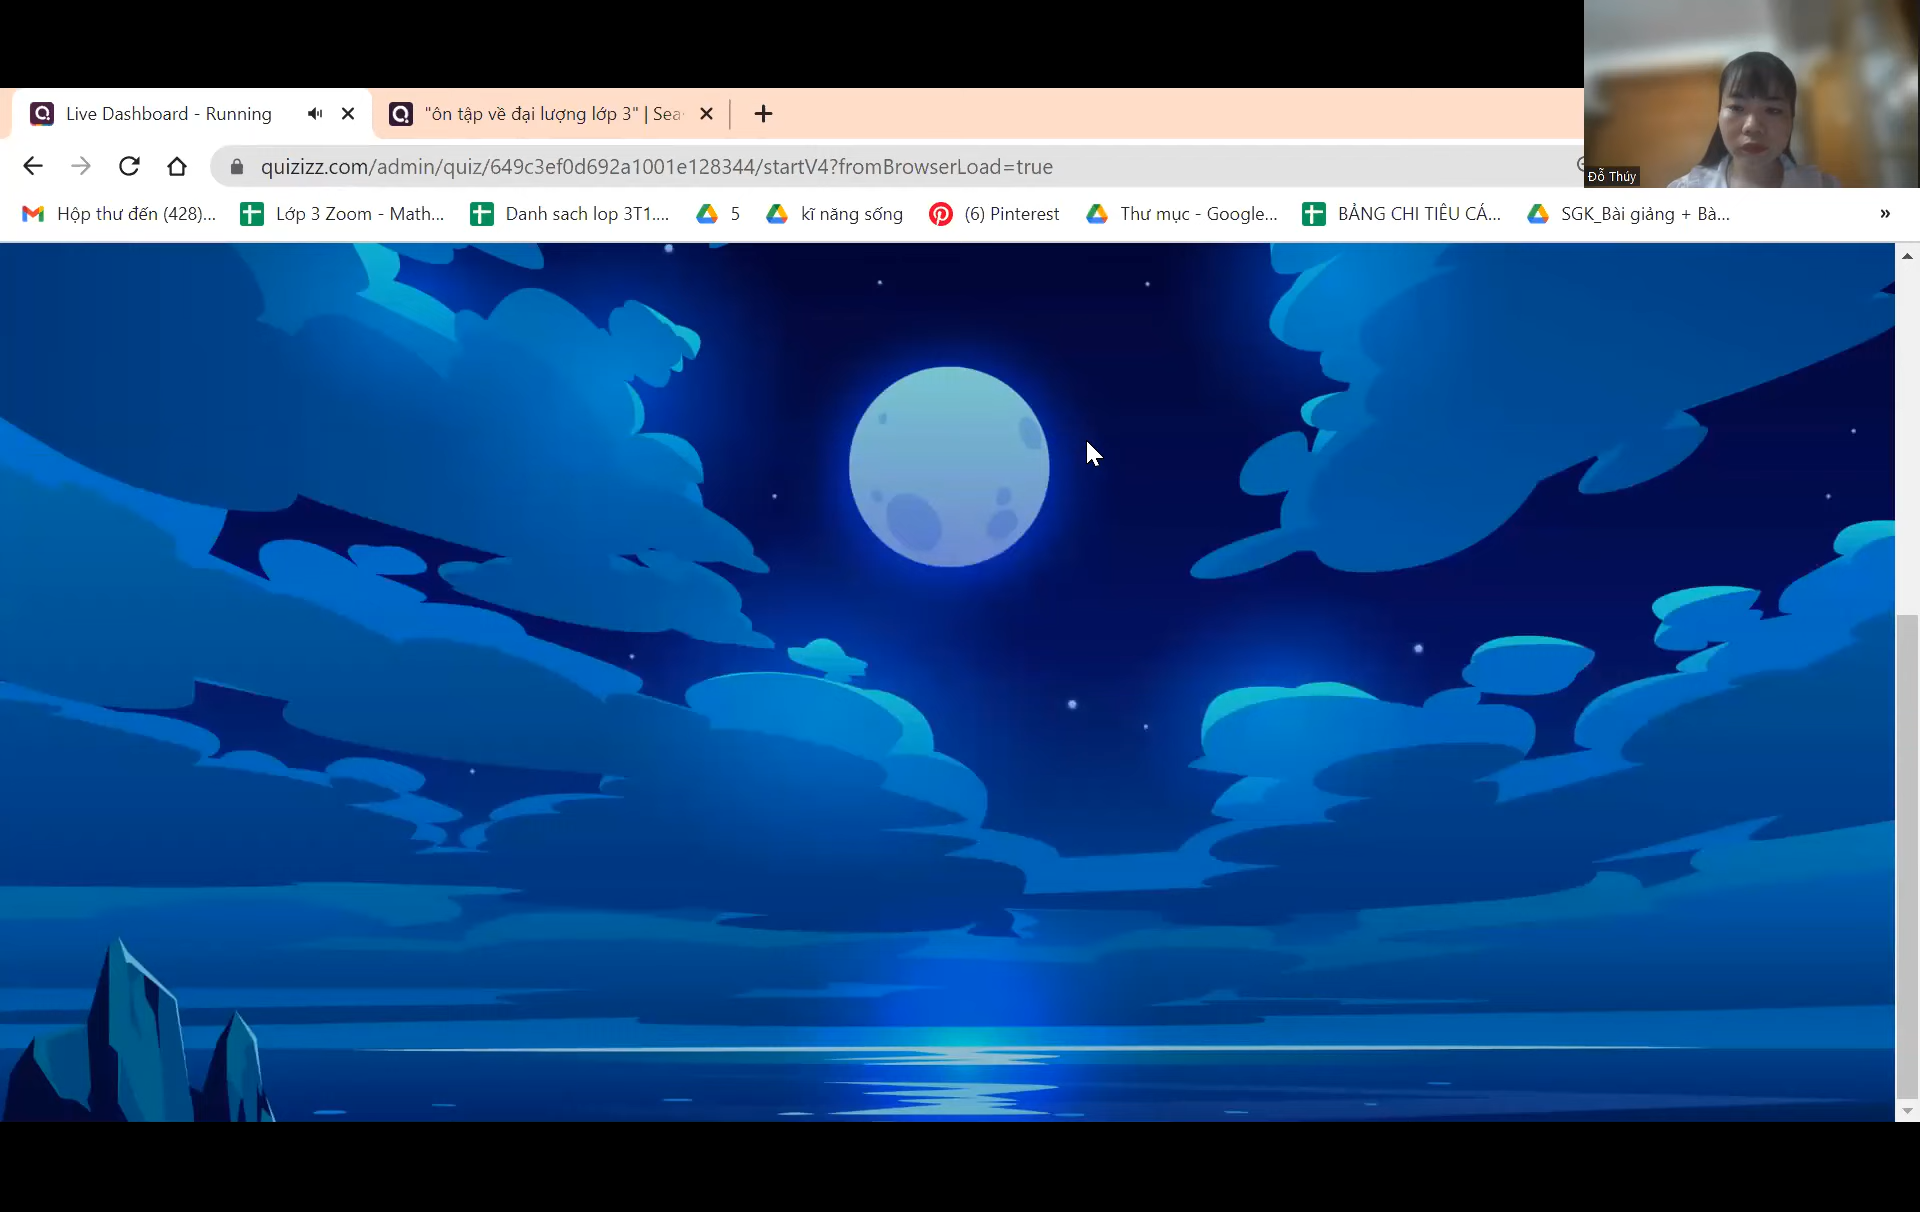 Live Dashboard - Running
"ôn tập về đại lượng lớp 3" | Sea
quizizz.com/admin/quiz/649c3ef0d692a1001e128344/startV4?fromBrowserLoad=true
Đỗ Thúy
Hộp thư đến (428)... Lớp 3 Zoom - Math... Danh sach lop 3T1.... 5 kĩ năng sống (6) Pinterest Thư mục - Google... BẢNG CHI TIÊU CÁ... SGK_Bài giảng + Bà... »